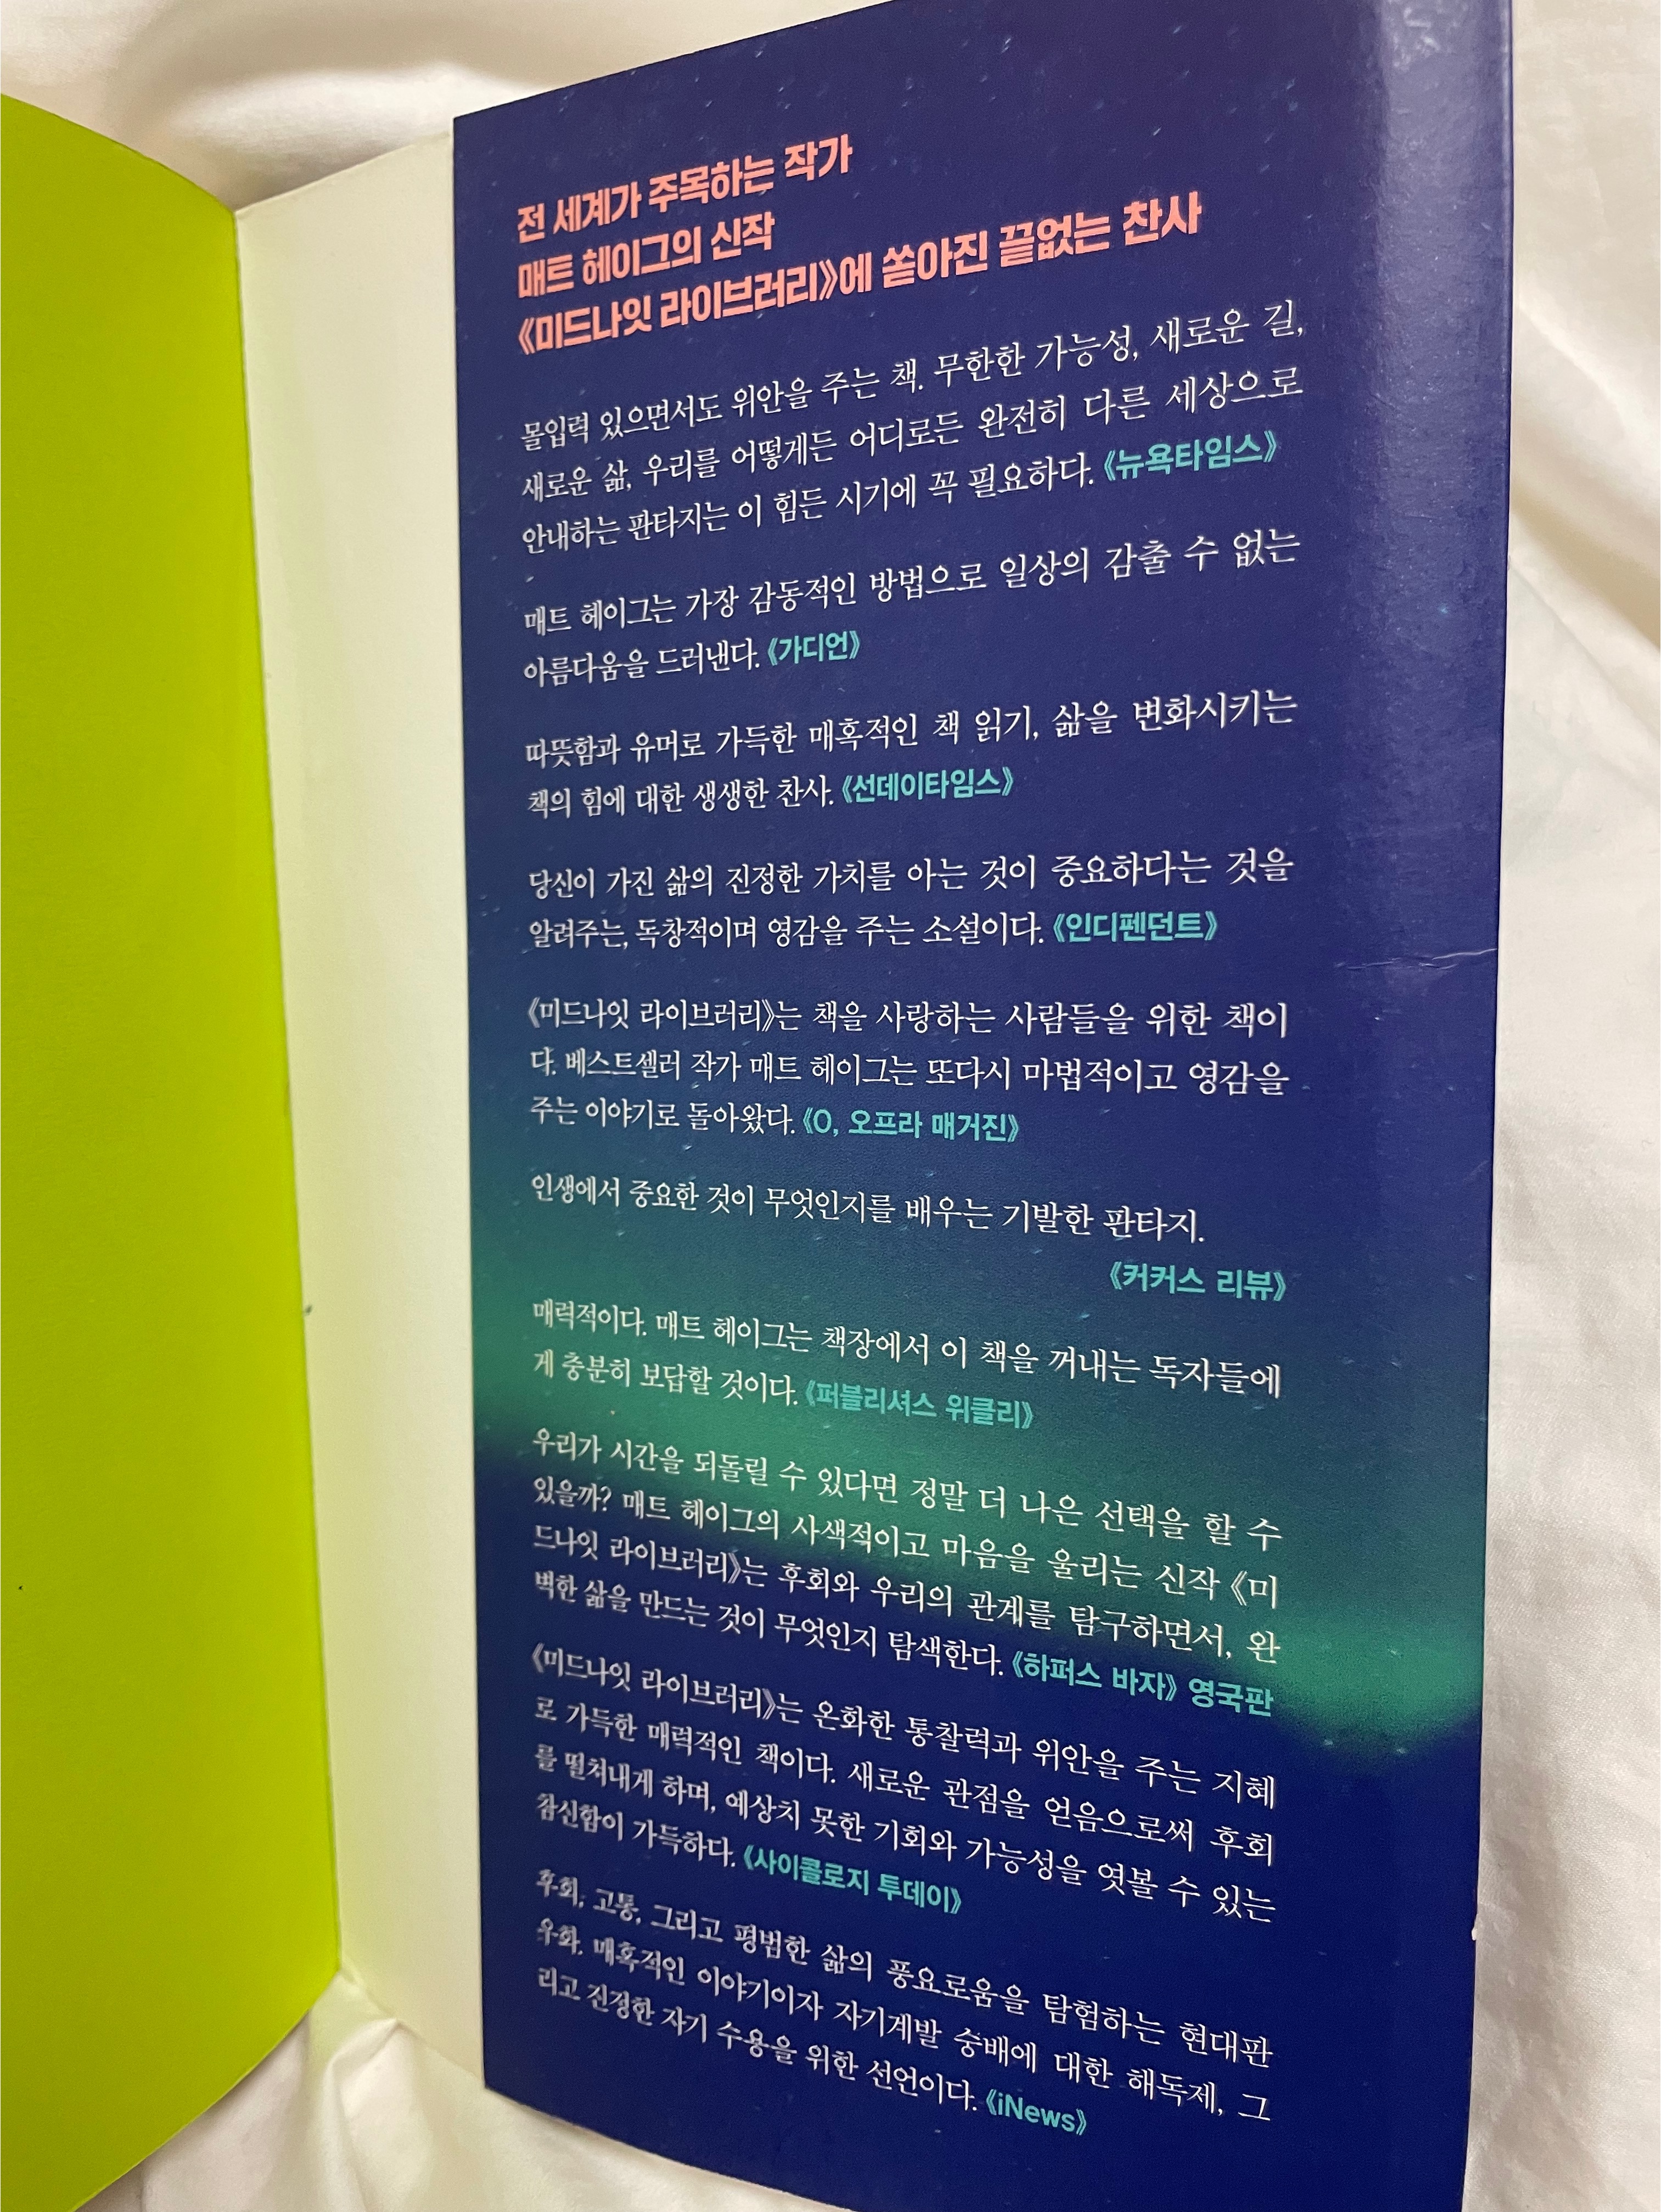 전 세계가 주목하는 작가
매트 헤이그의 신작
《미드나잇 라이브러리》에 쏟아진 끝없는 찬사
몰입력 있으면서도 위안을 주는 책. 무한한 가능성, 새로운 길,
새로운 삶, 우리를 어떻게든 어디로든 완전히 다른 세상으로
안내하는 판타지는 이 힘든 시기에 꼭 필요하다. 《뉴욕타임스》
매트 헤이그는 가장 감동적인 방법으로 일상의 감출 수 없는
아름다움을 드러낸다. 《가디언》
따뜻함과 유머로 가득한 매혹적인 책 읽기, 삶을 변화시키는
책의 힘에 대한 생생한 찬사. 《선데이타임스》
당신이 가진 삶의 진정한 가치를 아는 것이 중요하다는 것을
알려주는, 독창적이며 영감을 주는 소설이다. 《인디펜던트》
《미드나잇 라이브러리》는 책을 사랑하는 사람들을 위한 책이
다. 베스트셀러 작가 매트 헤이그는 또다시 마법적이고 영감을
주는 이야기로 돌아왔다. 《O, 오프라 매거진》
인생에서 중요한 것이 무엇인지를 배우는 기발한 판타지.
《커커스 리뷰》
매력적이다. 매트 헤이그는 책장에서 이 책을 꺼내는 독자들에
게 충분히 보답할 것이다. 《퍼블리셔스 위클리》
우리가 시간을 되돌릴 수 있다면 정말 더 나은 선택을 할 수
있을까? 매트 헤이그의 사색적이고 마음을 울리는 신작 《미
드나잇 라이브러리》는 후회와 우리의 관계를 탐구하면서, 완
벽한 삶을 만드는 것이 무엇인지 탐색한다. 《하퍼스 바자》 영국판
《미드나잇 라이브러리》는 온화한 통찰력과 위안을 주는 지혜
로 가득한 매력적인 책이다. 새로운 관점을 얻음으로써 후회
를 떨쳐내게 하며, 예상치 못한 기회와 가능성을 엿볼 수 있는
참신함이 가득하다. 《사이콜로지 투데이》
후회, 고통, 그리고 평범한 삶의 풍요로움을 탐험하는 현대판
우화. 매혹적인 이야기이자 자기계발 숭배에 대한 해독제, 그
리고 진정한 자기 수용을 위한 선언이다. 《iNews》